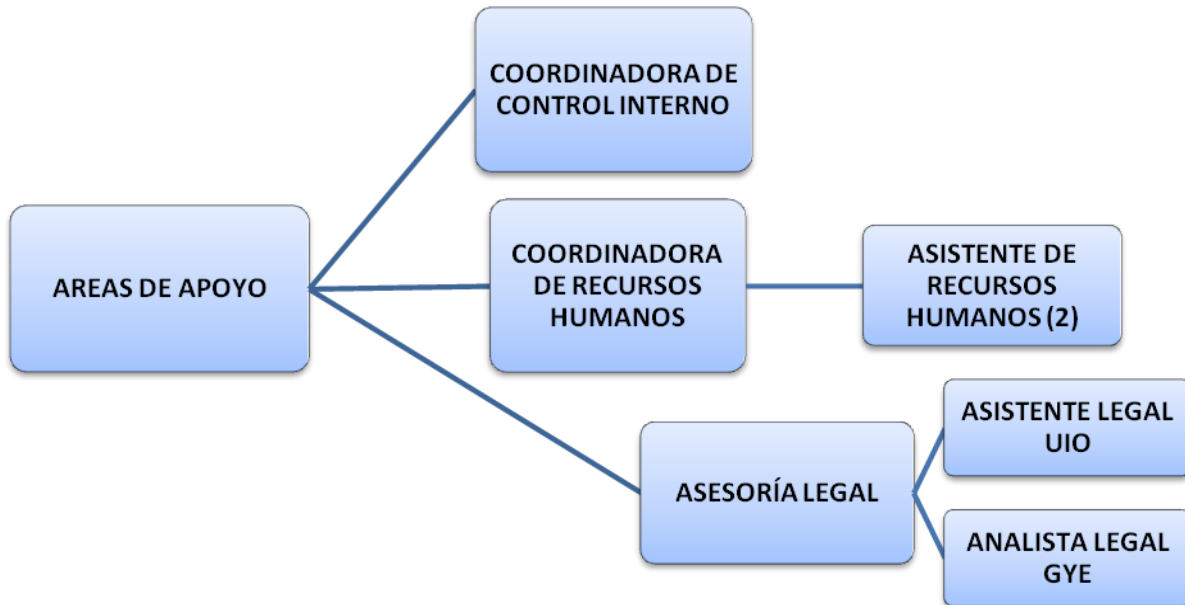 COORDINADORA DE
CONTROL INTERNO
AREAS DE APOYO
COORDINADORA
DE RECURSOS
HUMANOS
ASISTENTE DE
RECURSOS
HUMANOS (2)
ASESORÍA LEGAL
ASISTENTE LEGAL
UIO
ANALISTA LEGAL
GYE